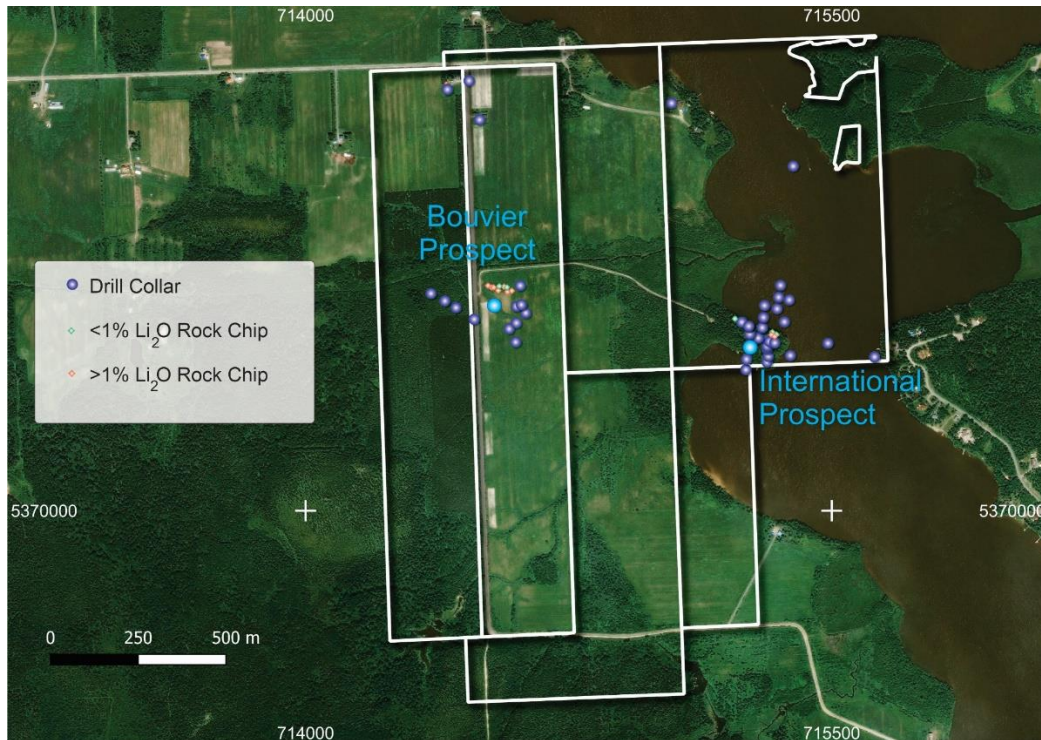 714000
715500
Bouvier
Prospect
Drill Collar
<1% Li₂O Rock Chip
>1% Li₂O Rock Chip
International
Prospect
5370000
5370000
0 250 500 m
714000
715500